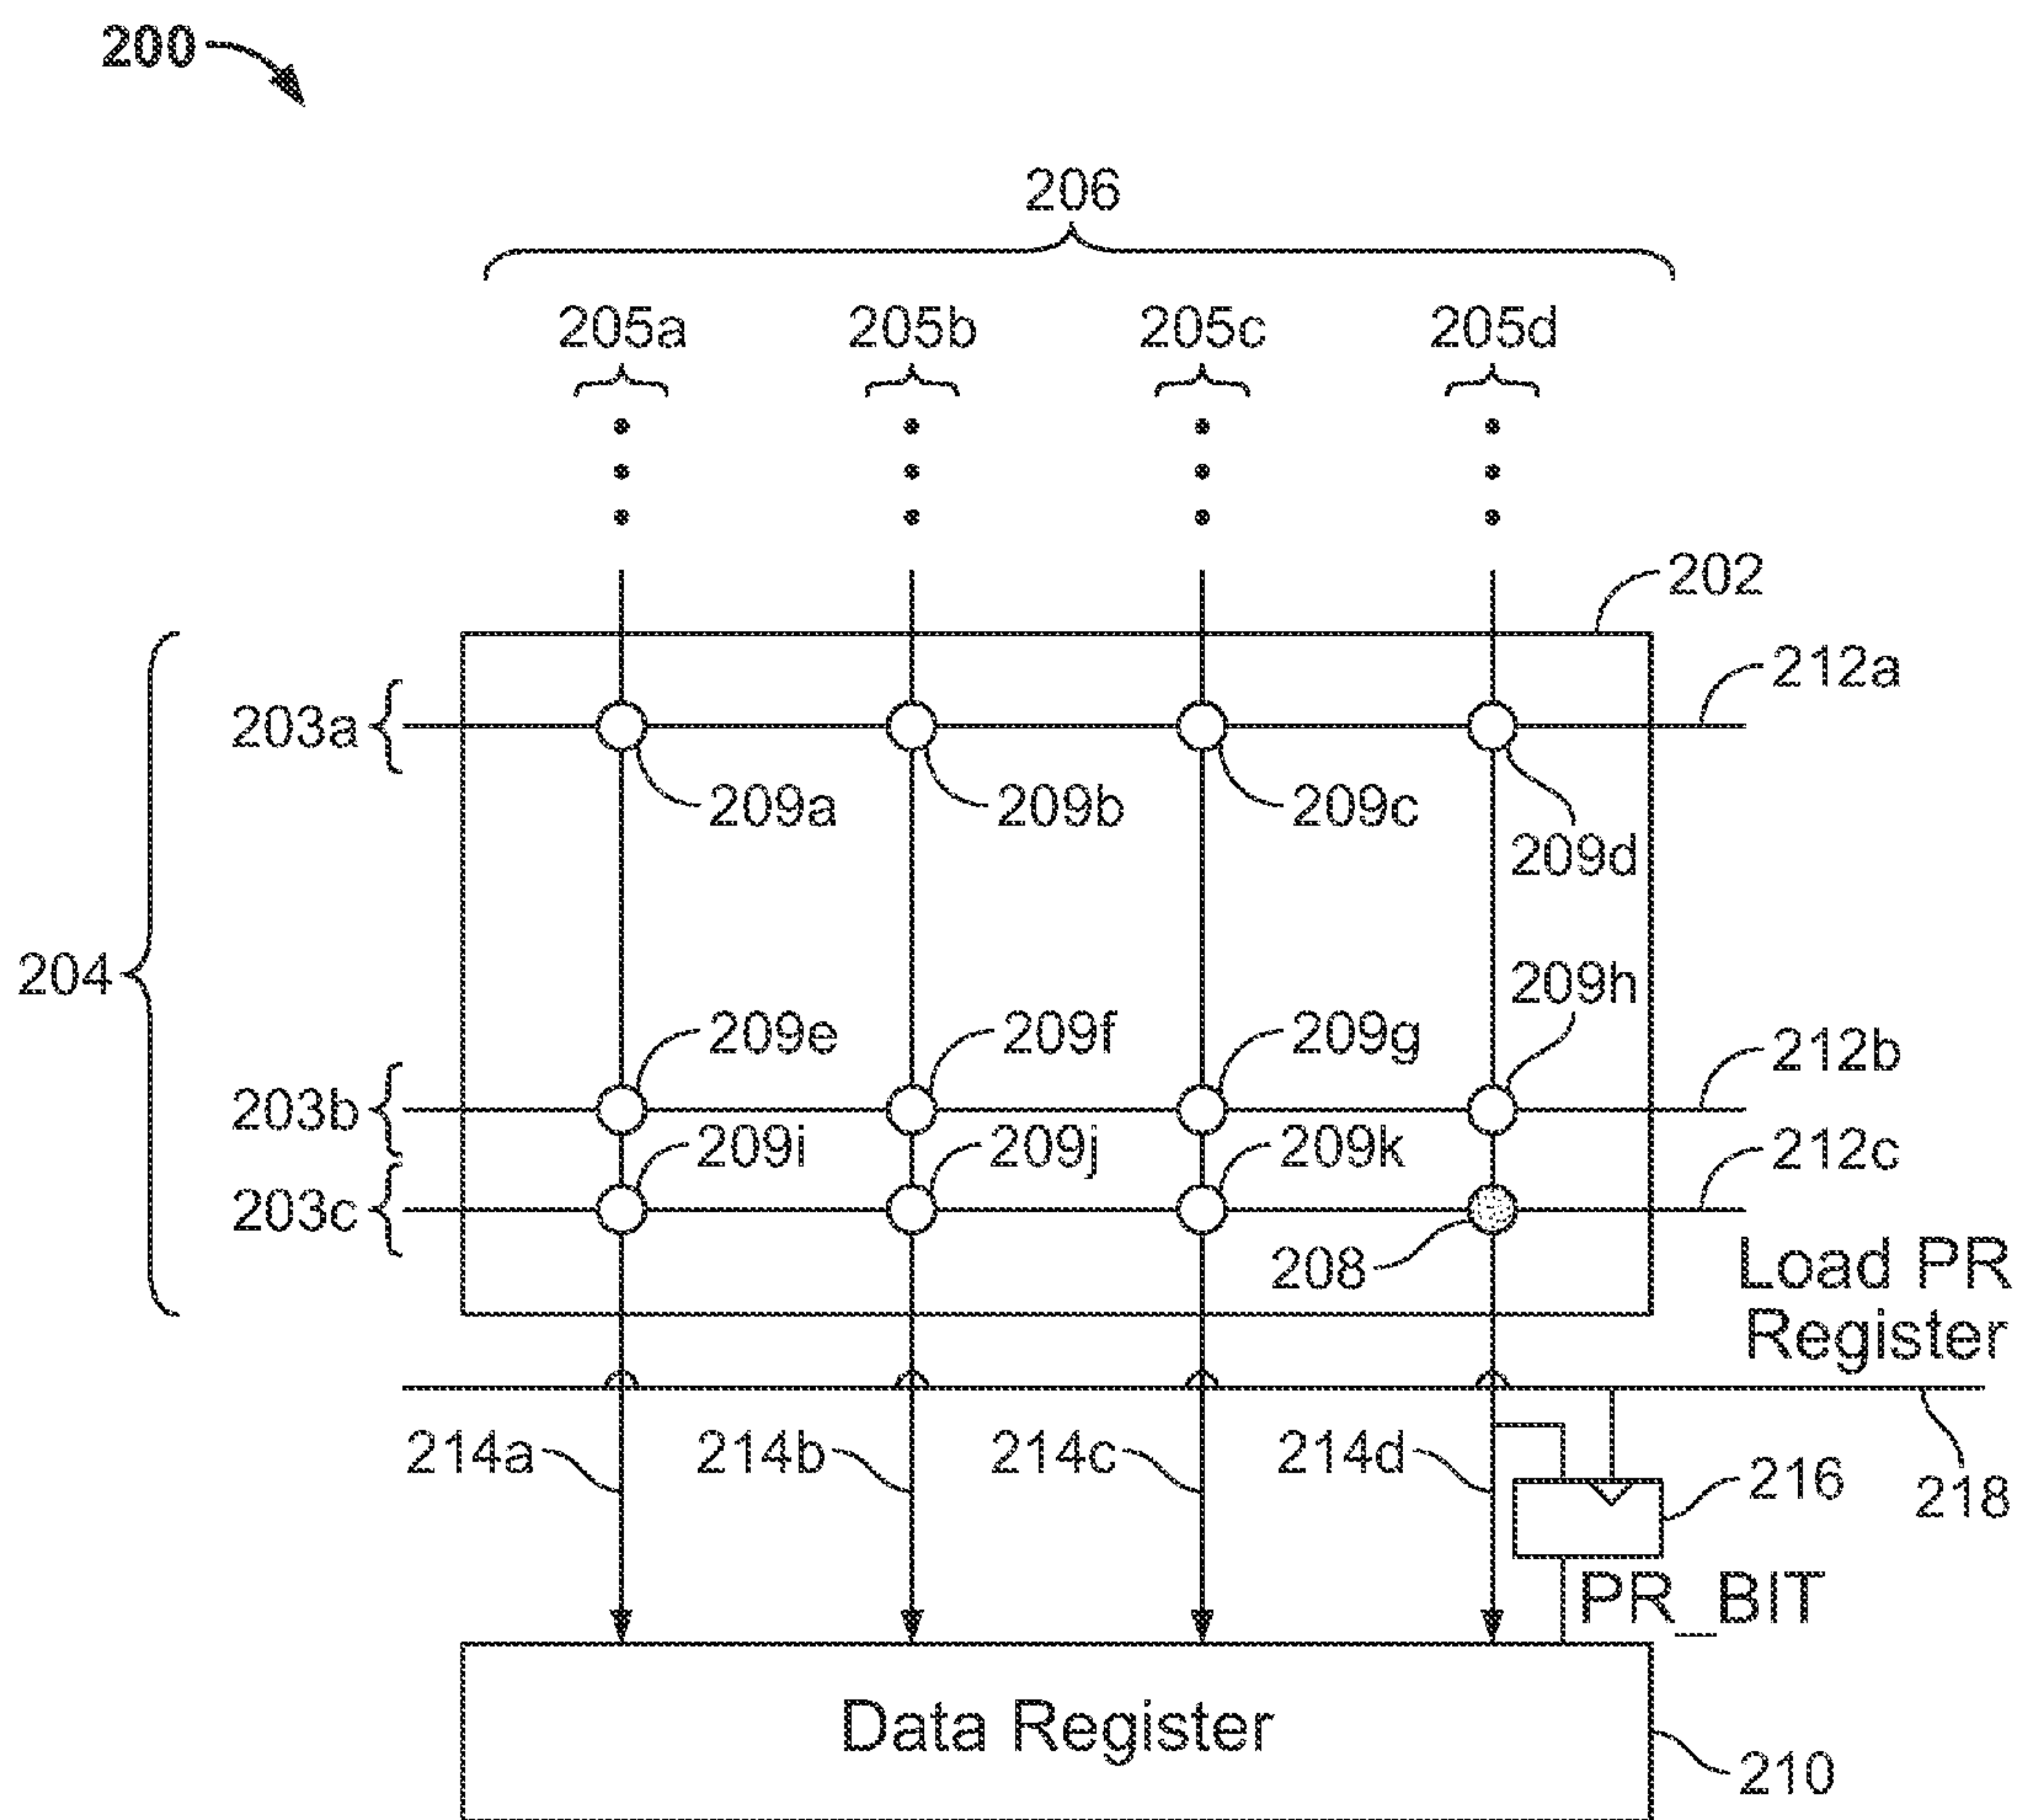 200
206
205a 205b 205c 205d
202
212a
203a
209a 209b 209c
209d
204
209h
209e 209f 209g
212b
203b
209i 209j 209k
212c
203c
208
Load PR
Register
214a 214b 214c 214d
216
218
PR_BIT
Data Register
210